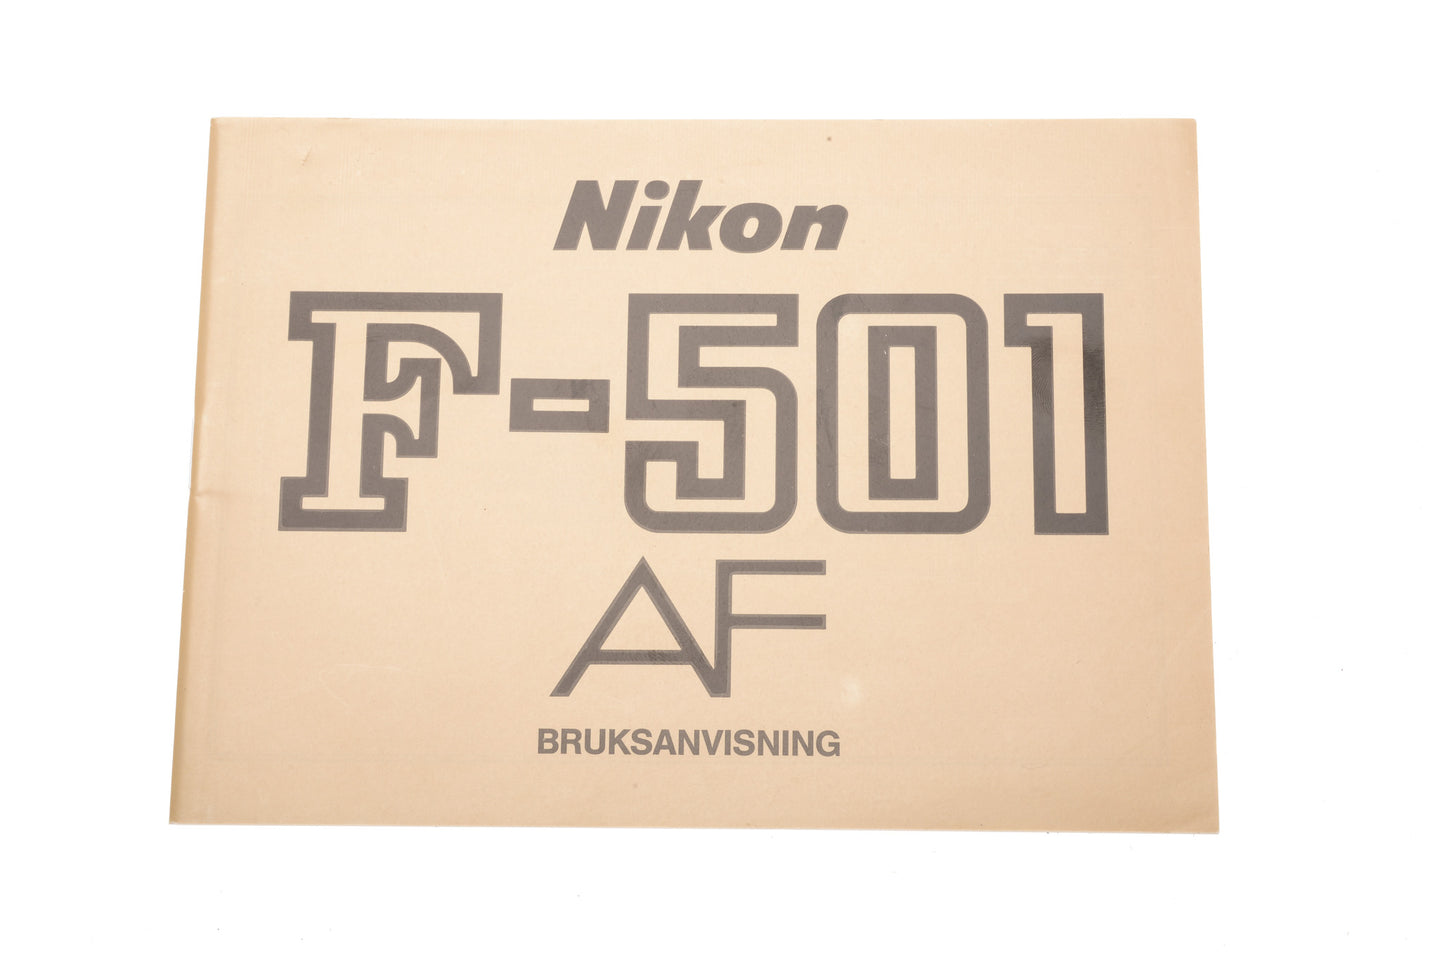 Nikon
F-501
AF
BRUKSANVISNING